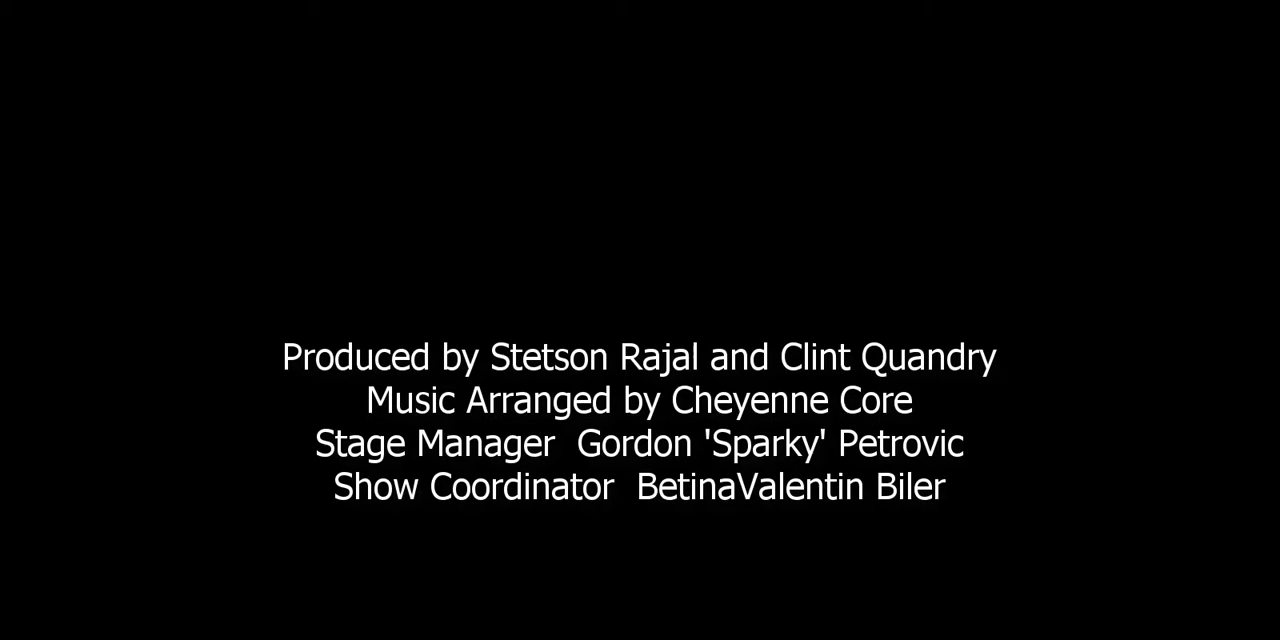 Produced by Stetson Rajal and Clint Quandry
Music Arranged by Cheyenne Core
Stage Manager  Gordon 'Sparky' Petrovic
Show Coordinator  BetinaValentin Biler